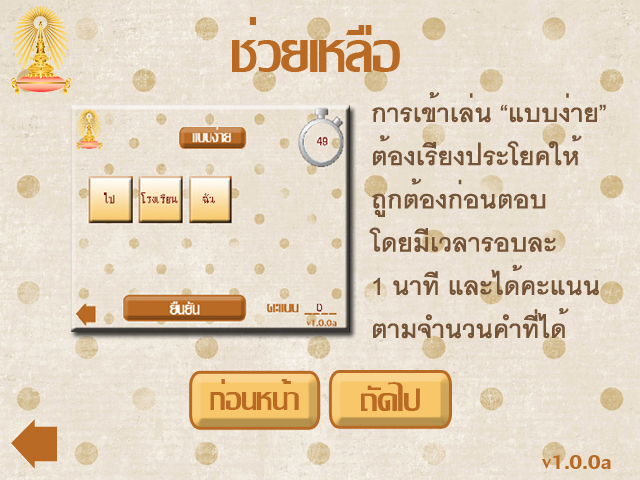 ช่วยเหลือ
แบบง่าย
49
ไป
โรงเรียน
ฉัน
ยืนยัน
คะแนน 0
v1.0.0a
การเข้าเล่น “แบบง่าย”
ต้องเรียงประโยคให้
ถูกต้องก่อนตอบ
โดยมีเวลารอบละ
1 นาที และได้คะแนน
ตามจำนวนคำที่ได้
ก่อนหน้า
ถัดไป
v1.0.0a